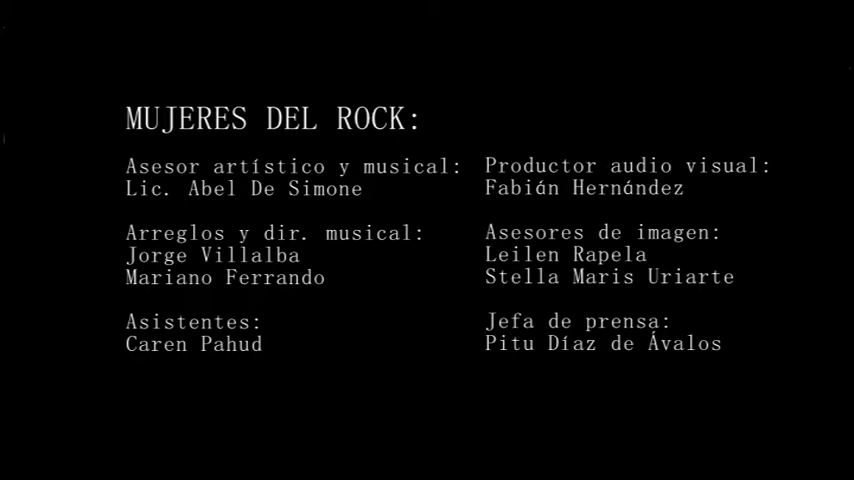 MUJERES DEL ROCK:
Asesor artístico y musical:
Lic. Abel De Simone
Arreglos y dir. musical:
Jorge Villalba
Mariano Ferrando
Asistentes:
Caren Pahud
Productor audio visual:
Fabián Hernández
Asesores de imagen:
Leilen Rapela
Stella Maris Uriarte
Jefa de prensa:
Pitu Díaz de Ávalos